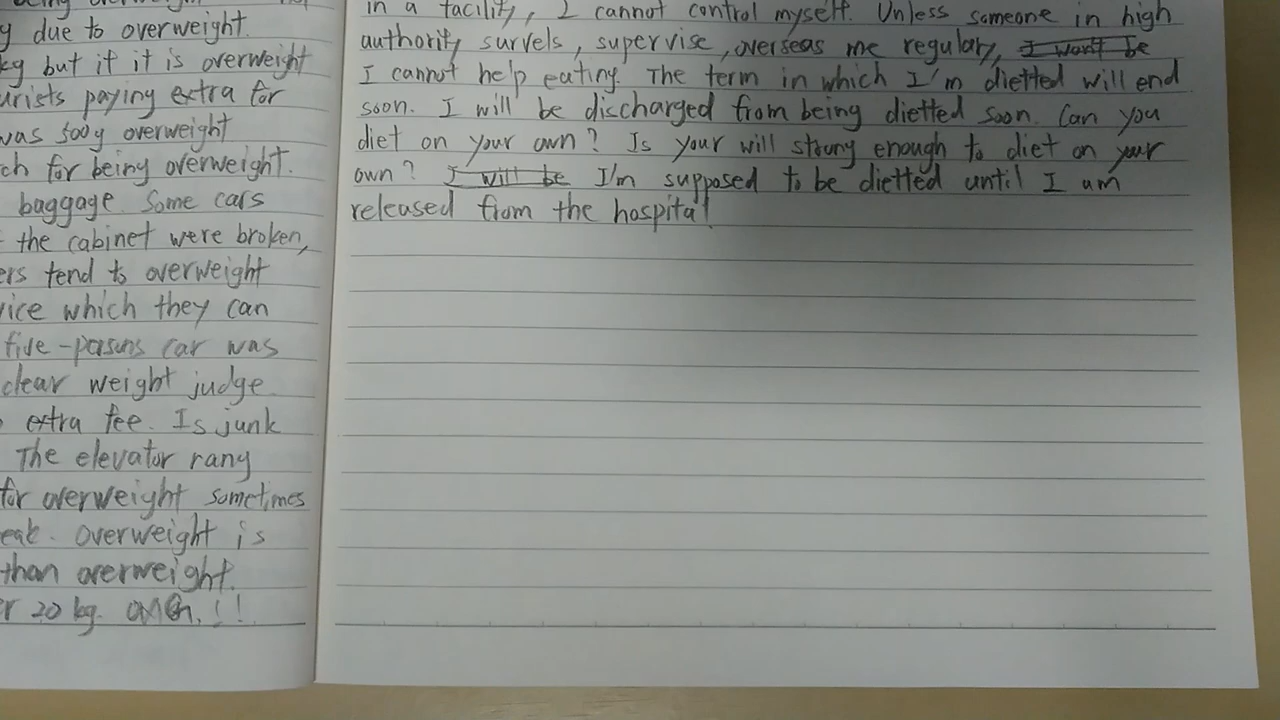 y due to overweight.
kg but if it is overweight
urists paying extra for
was 500g overweight
ch for being overweight.
baggage. Some cars
the cabinet were broken,
ers tend to overweight
vice which they can
five-persons car was
clear weight judge.
extra fee. Is junk
The elevator rang
for overweight sometimes
eak. Overweight is
than overweight.
r 20 kg. OMG.!!
in a facility, I cannot control myself. Unless someone in high
authority survels, supervise, overseas me regulary, I won't be
I cannot help eating. The term in which I'm dietted will end
soon. I will be discharged from being dietted soon. Can you
diet on your own? Is your will strong enough to diet on your
own? I will be I'm supposed to be dietted until I am
released from the hospital